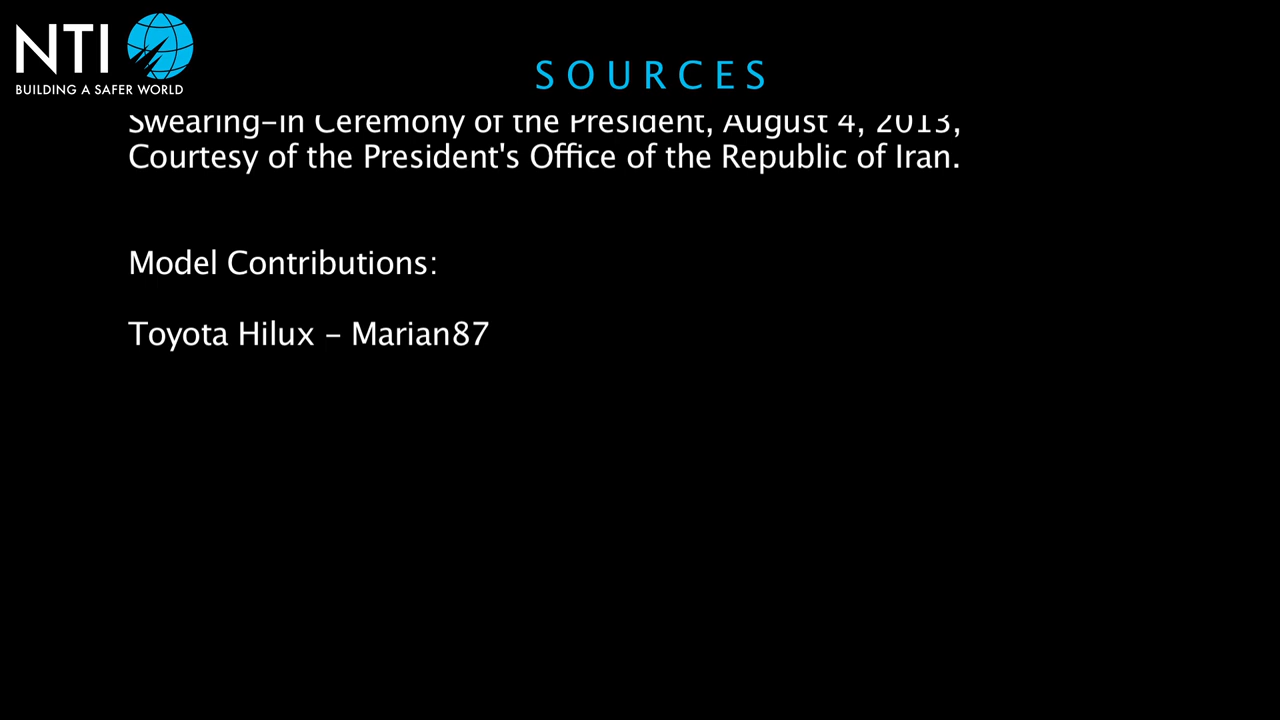 NTI
BUILDING A SAFER WORLD
SOURCES
Swearing-in Ceremony of the President, August 4, 2013,
Courtesy of the President's Office of the Republic of Iran.
Model Contributions:
Toyota Hilux - Marian87